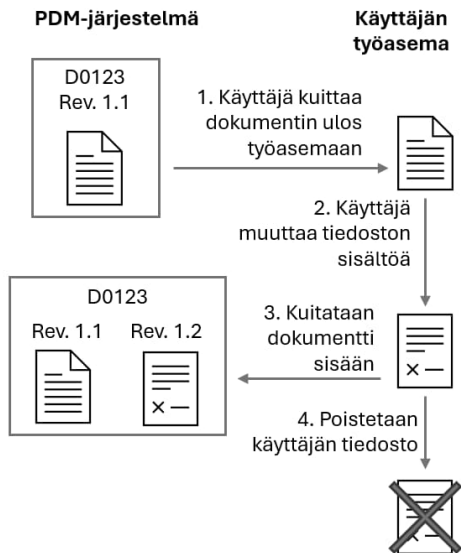 PDM-järjestelmä
Käyttäjän
työasema
D0123
Rev. 1.1
1. Käyttäjä kuittaa
dokumentin ulos
työasemaan
2. Käyttäjä
muuttaa tiedoston
sisältöä
D0123
Rev. 1.1
Rev. 1.2
3. Kuitataan
dokumentti
sisään
4. Poistetaan
käyttäjän tiedosto